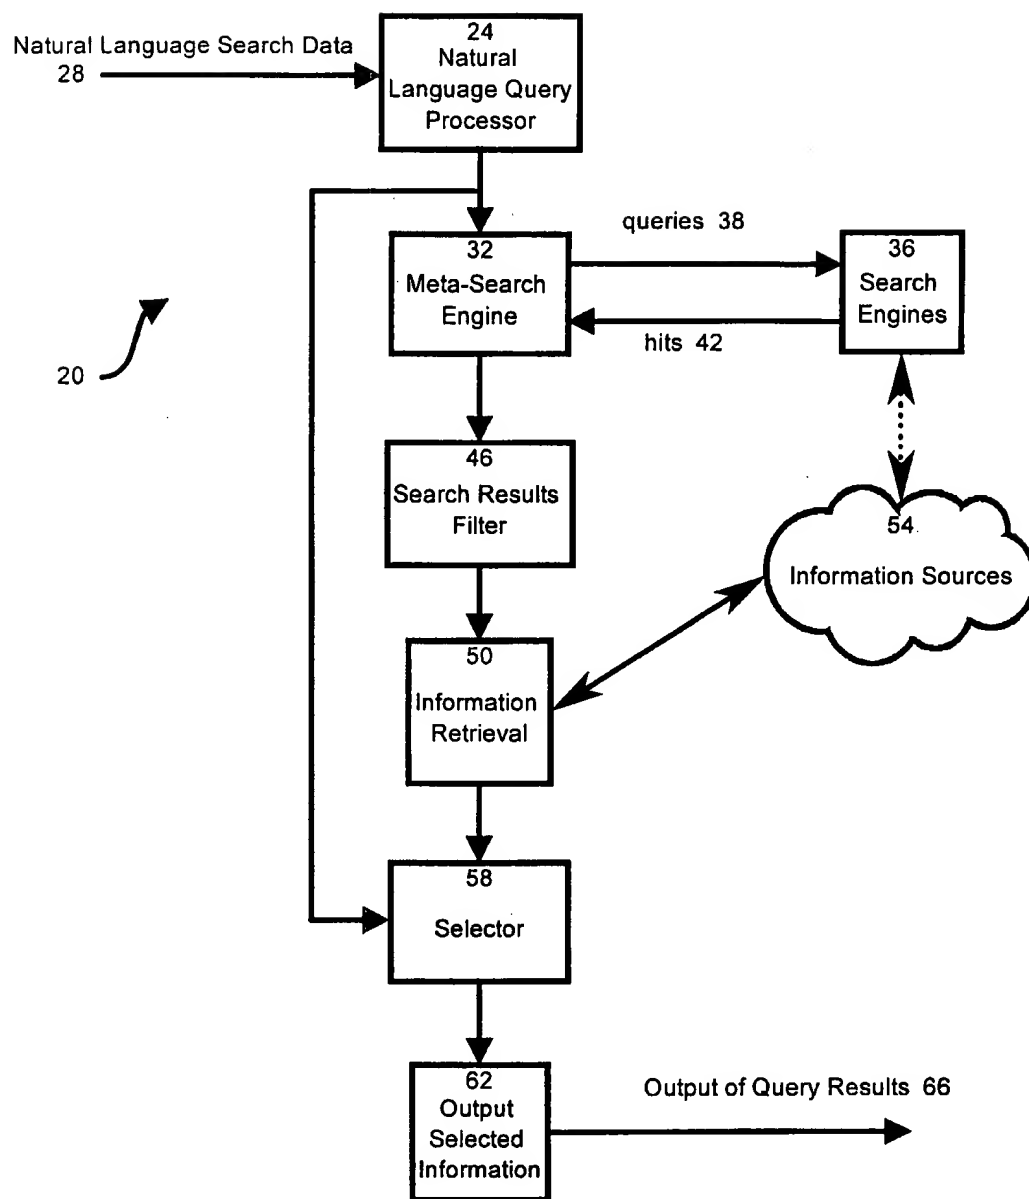 24
Natural
Language Query
Processor
Natural Language Search Data
28
queries 38
32
Meta-Search
Engine
36
Search
Engines
hits 42
20
46
Search Results
Filter
54
Information Sources
50
Information
Retrieval
58
Selector
62
Output
Selected
Information
Output of Query Results 66